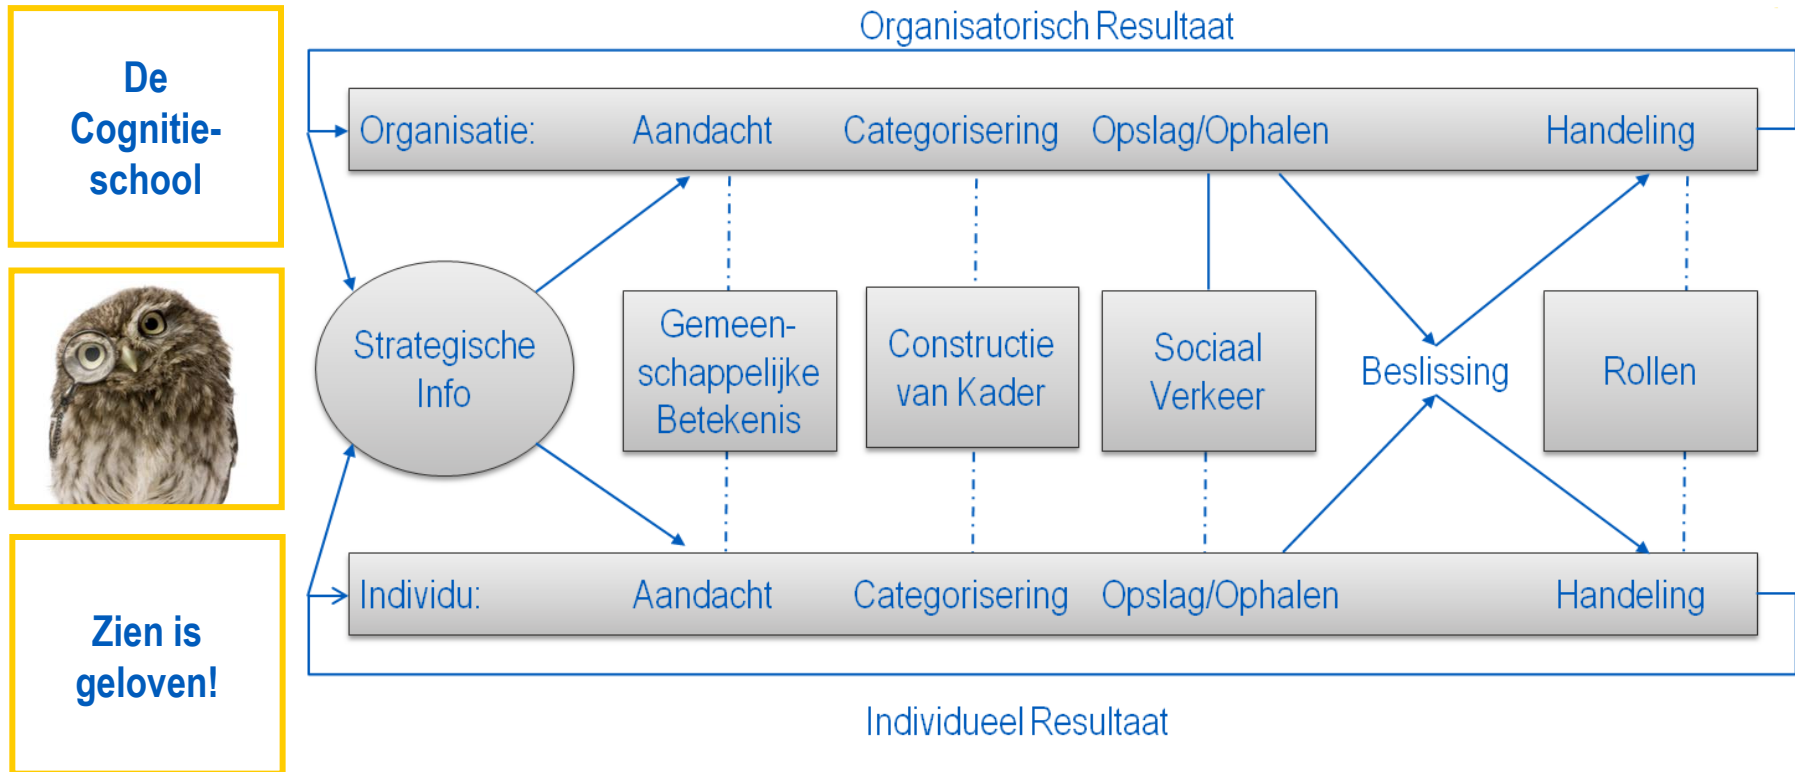 De
Cognitie-
school
Zien is
geloven!
Organisatorisch Resultaat
Organisatie: Aandacht Categorisering Opslag/Ophalen Handeling
Strategische
Info
Gemeen-
schappelijke
Betekenis
Constructie
van Kader
Sociaal
Verkeer
Beslissing
Rollen
Individu: Aandacht Categorisering Opslag/Ophalen Handeling
Individueel Resultaat